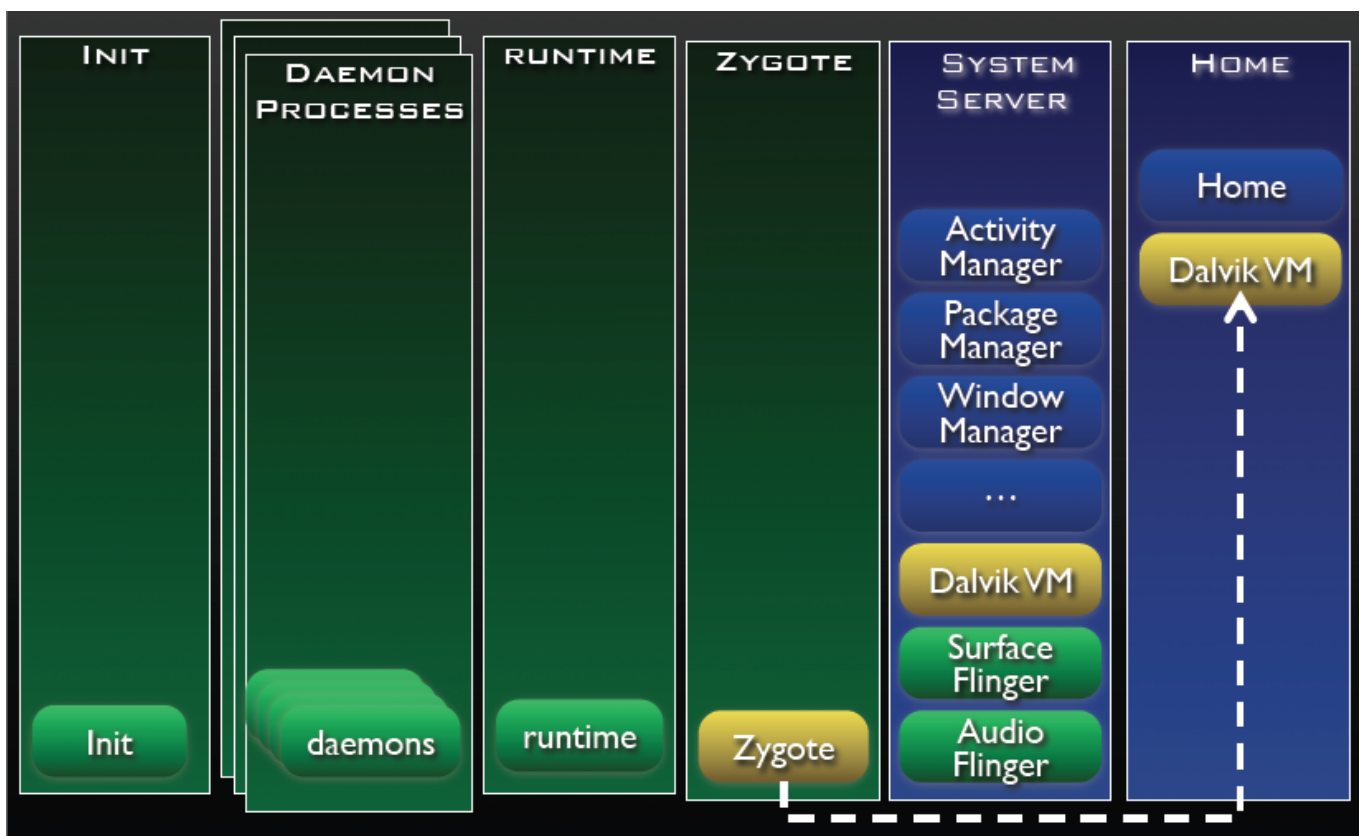 INIT
Init
DAEMON
PROCESSES
daemons
RUNTIME
runtime
ZYGOTE
Zygote
SYSTEM
SERVER
Activity
Manager
Package
Manager
Window
Manager
...
Dalvik VM
Surface
Flinger
Audio
Flinger
HOME
Home
Dalvik VM